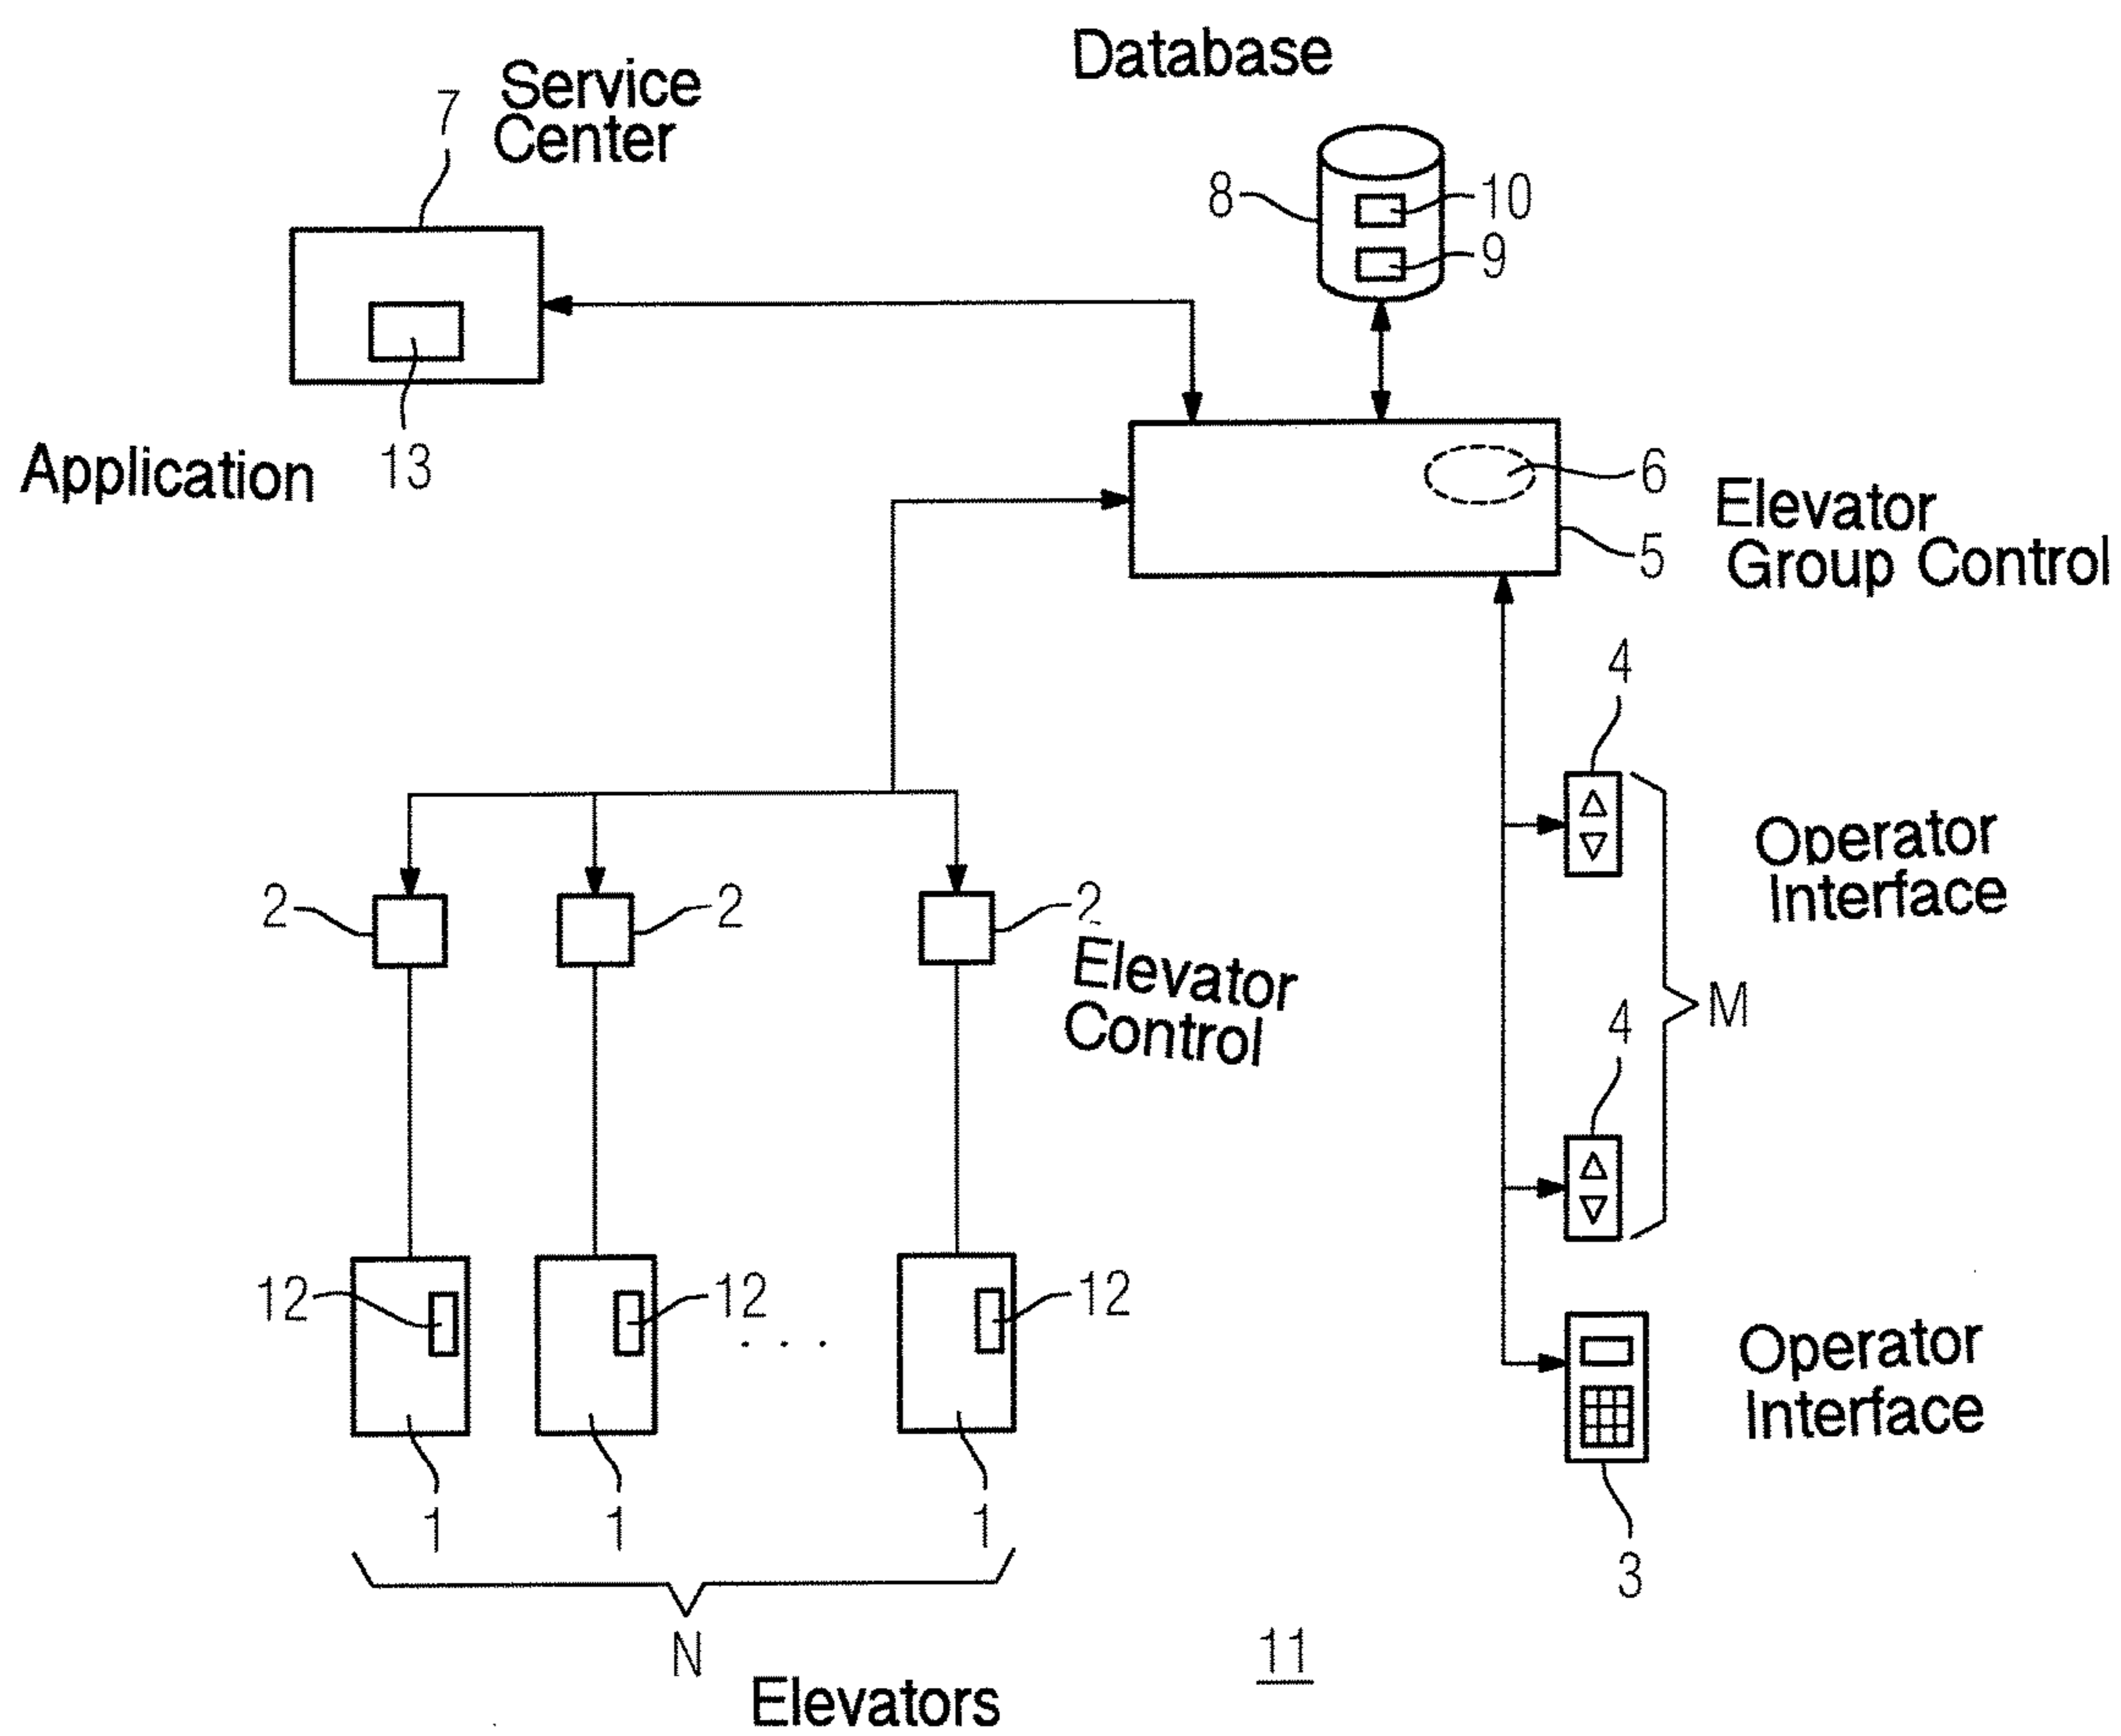 Database
Service
Center
7
8
10
9
Application
13
6
5
Elevator
Group Control
4
Operator
Interface
2
2
2
Elevator
Control
4
M
12
12
12
. . .
Operator
Interface
1
1
1
3
N
11
Elevators